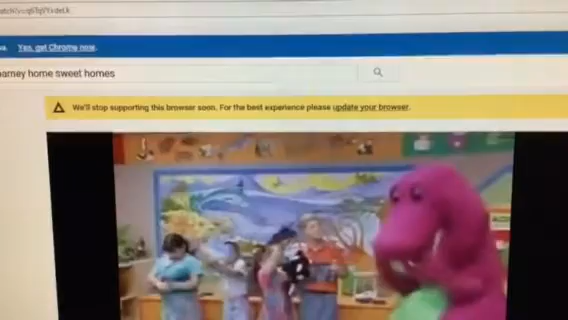 Yes, get Chrome now.
barney home sweet homes
We'll stop supporting this browser soon. For the best experience please update your browser.